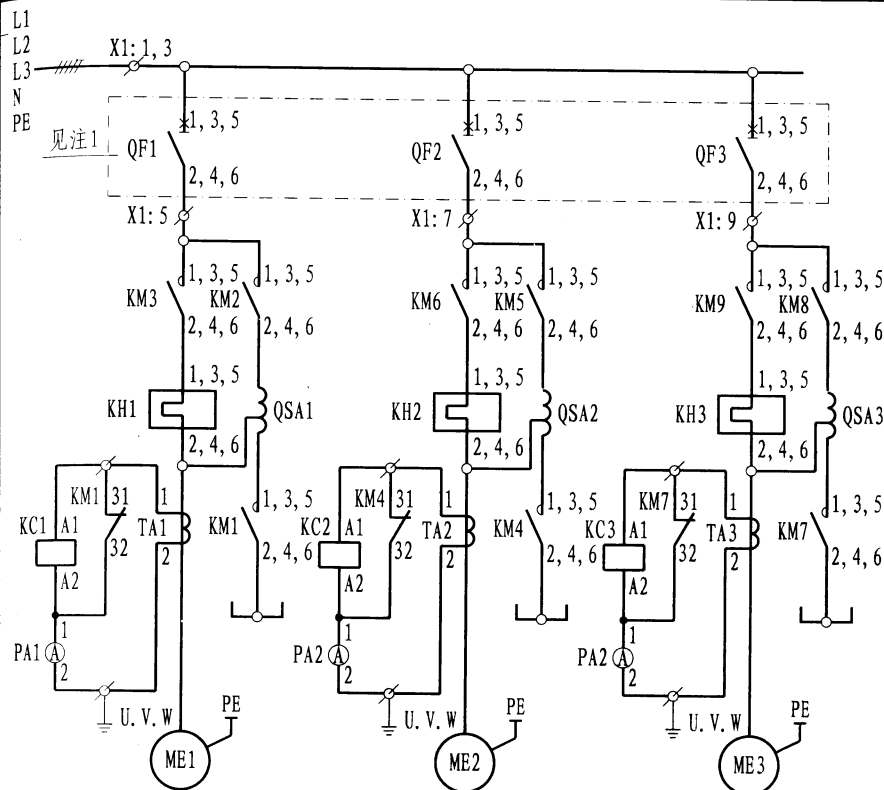 L1
L2
L3
N
PE
X1: 1, 3
见注1
QF1
1, 3, 5
2, 4, 6
QF2
1, 3, 5
2, 4, 6
QF3
1, 3, 5
2, 4, 6
X1: 5
X1: 7
X1: 9
KM3
1, 3, 5
2, 4, 6
KM2
1, 3, 5
2, 4, 6
KM6
1, 3, 5
2, 4, 6
KM5
1, 3, 5
2, 4, 6
KM9
1, 3, 5
2, 4, 6
KM8
1, 3, 5
2, 4, 6
KH1
1, 3, 5
2, 4, 6
QSA1
KH2
1, 3, 5
2, 4, 6
QSA2
KH3
1, 3, 5
2, 4, 6
QSA3
KC1
A1
A2
KM1
31
32
TA1
1
2
KM1
1, 3, 5
2, 4, 6
KC2
A1
A2
KM4
31
32
TA2
1
2
KM4
1, 3, 5
2, 4, 6
KC3
A1
A2
KM7
31
32
TA3
1
2
KM7
1, 3, 5
2, 4, 6
PA1
1
A
2
PA2
1
A
2
PA2
1
A
2
U. V. W
PE
ME1
U. V. W
PE
ME2
U. V. W
PE
ME3